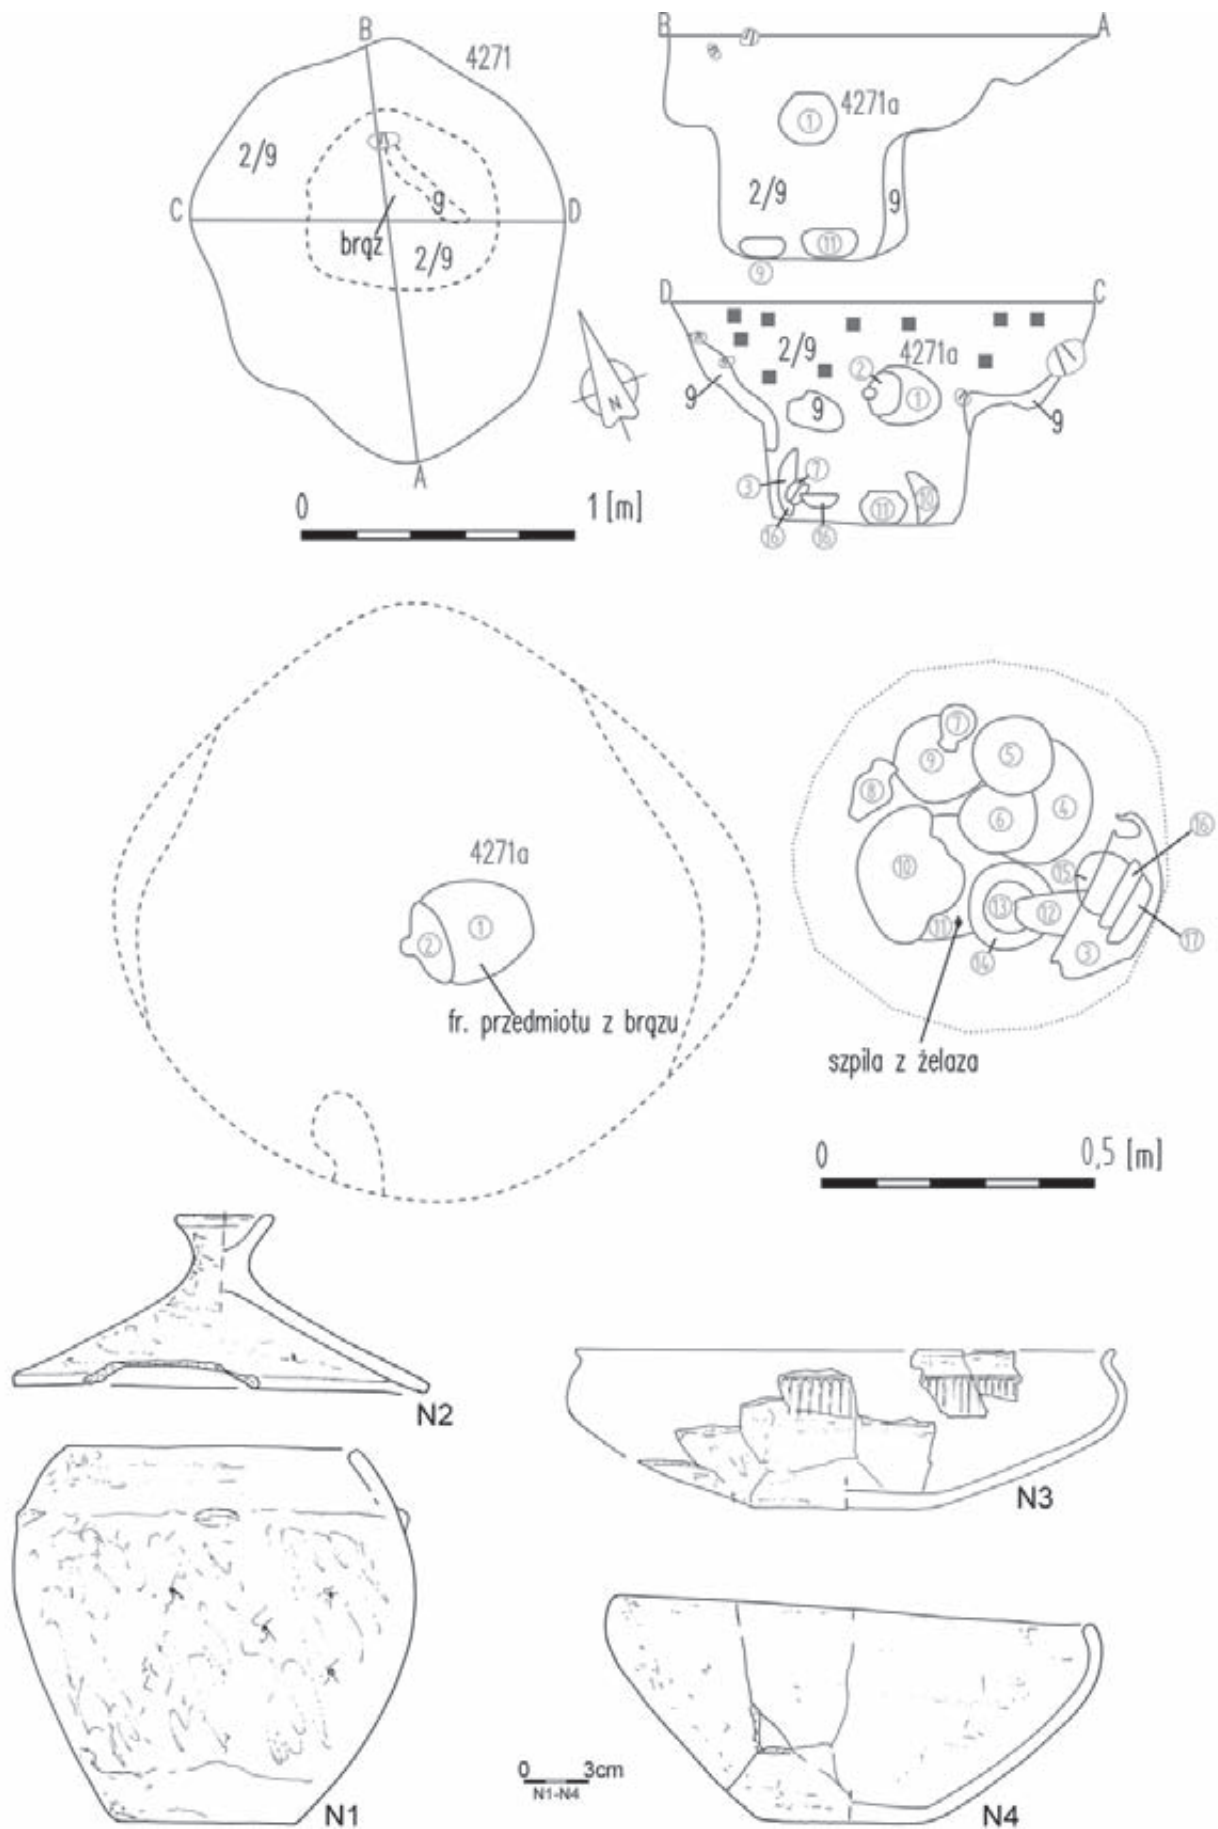 B
4271
2/9
C
D
9
brąz
2/9
A
N
0 1 [m]
B A
4271a
①
2/9
9
⑪
⑨
D C
2/9
4271a
②
①
9
9
9
③
⑦
⑪
⑩
⑯
⑯
4271a
①
②
fr. przedmiotu z brązu
⑦
⑤
⑨
⑧
④
⑥
⑯
⑩
⑮
⑬
⑫
⑪
⑭
③
⑰
szpila z żelaza
0 0,5 [m]
N2
N3
N1
0 3cm
N1-N4
N4